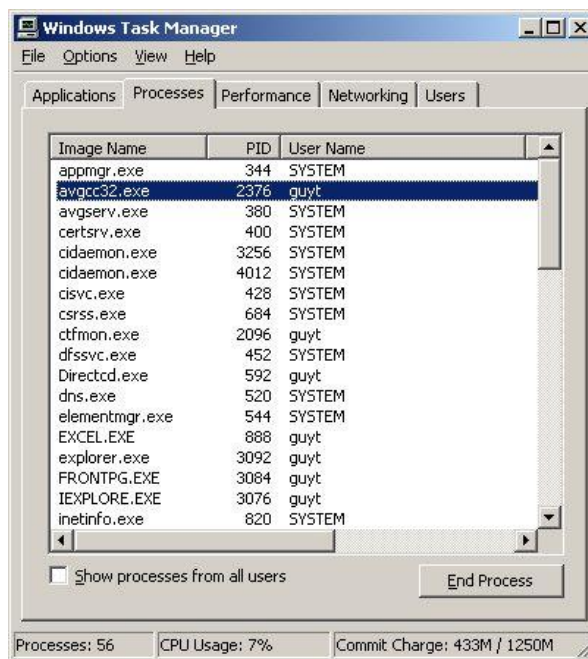 Windows Task Manager
File Options View Help
Applications Processes Performance Networking Users
Image Name PID User Name
appmgr.exe 344 SYSTEM
avgcc32.exe 2376 guyt
avgserv.exe 380 SYSTEM
certsrv.exe 400 SYSTEM
cidaemon.exe 3256 SYSTEM
cidaemon.exe 4012 SYSTEM
cisvc.exe 428 SYSTEM
csrss.exe 684 SYSTEM
ctfmon.exe 2096 guyt
dfssvc.exe 452 SYSTEM
Directcd.exe 592 guyt
dns.exe 520 SYSTEM
elementmgr.exe 544 SYSTEM
EXCEL.EXE 888 guyt
explorer.exe 3092 guyt
FRONTPG.EXE 3084 guyt
IEXPLORE.EXE 3076 guyt
inetinfo.exe 820 SYSTEM
Show processes from all users End Process
Processes: 56 CPU Usage: 7% Commit Charge: 433M / 1250M